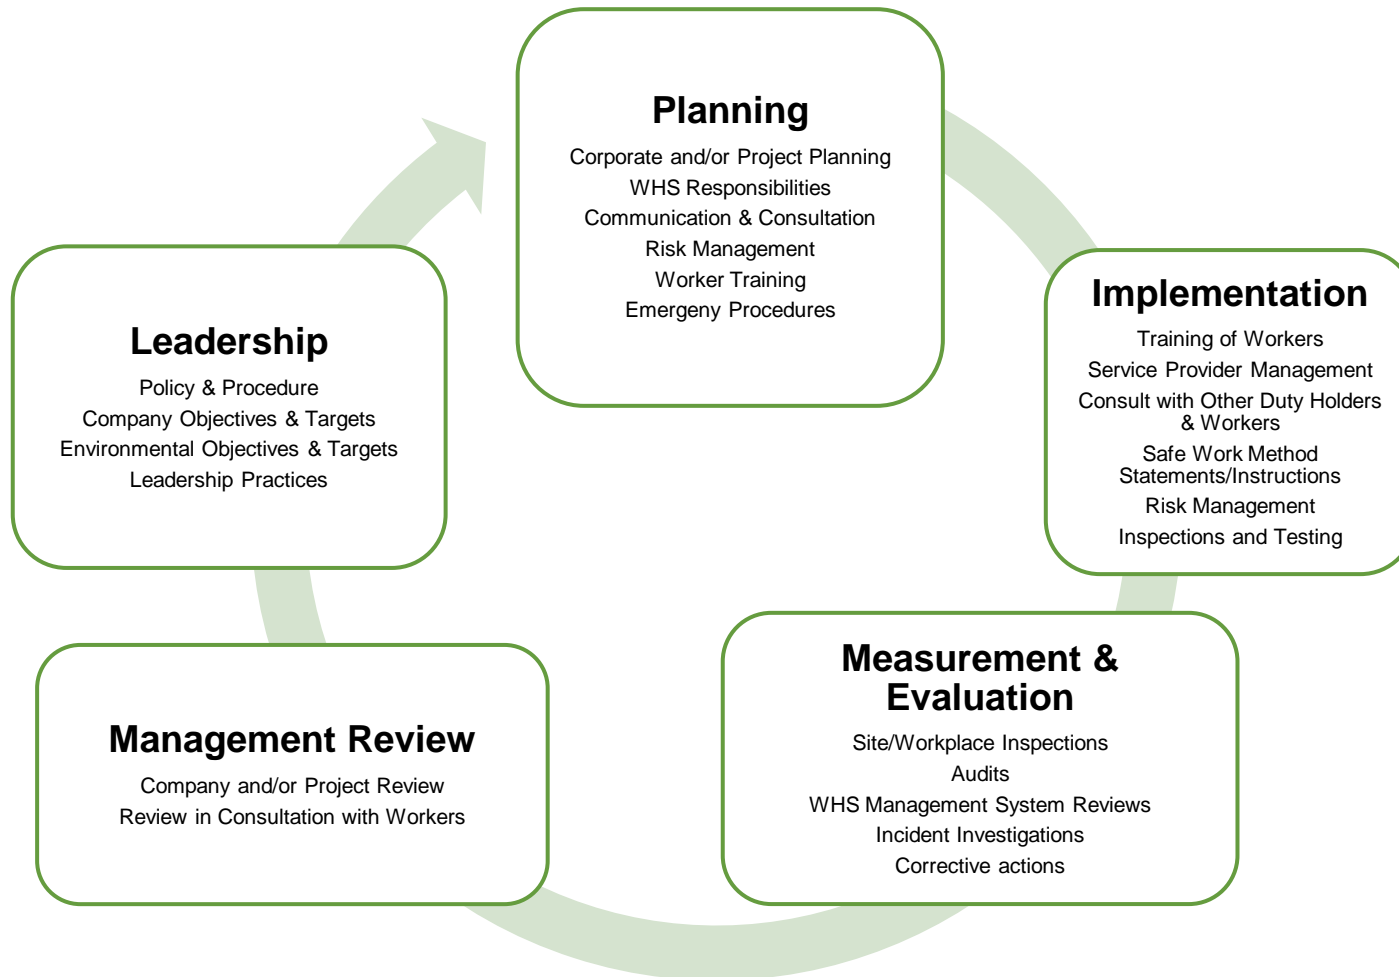 Planning
Corporate and/or Project Planning
WHS Responsibilities
Communication & Consultation
Risk Management
Worker Training
Emergeny Procedures
Implementation
Training of Workers
Service Provider Management
Consult with Other Duty Holders
& Workers
Safe Work Method
Statements/Instructions
Risk Management
Inspections and Testing
Measurement &
Evaluation
Site/Workplace Inspections
Audits
WHS Management System Reviews
Incident Investigations
Corrective actions
Management Review
Company and/or Project Review
Review in Consultation with Workers
Leadership
Policy & Procedure
Company Objectives & Targets
Environmental Objectives & Targets
Leadership Practices